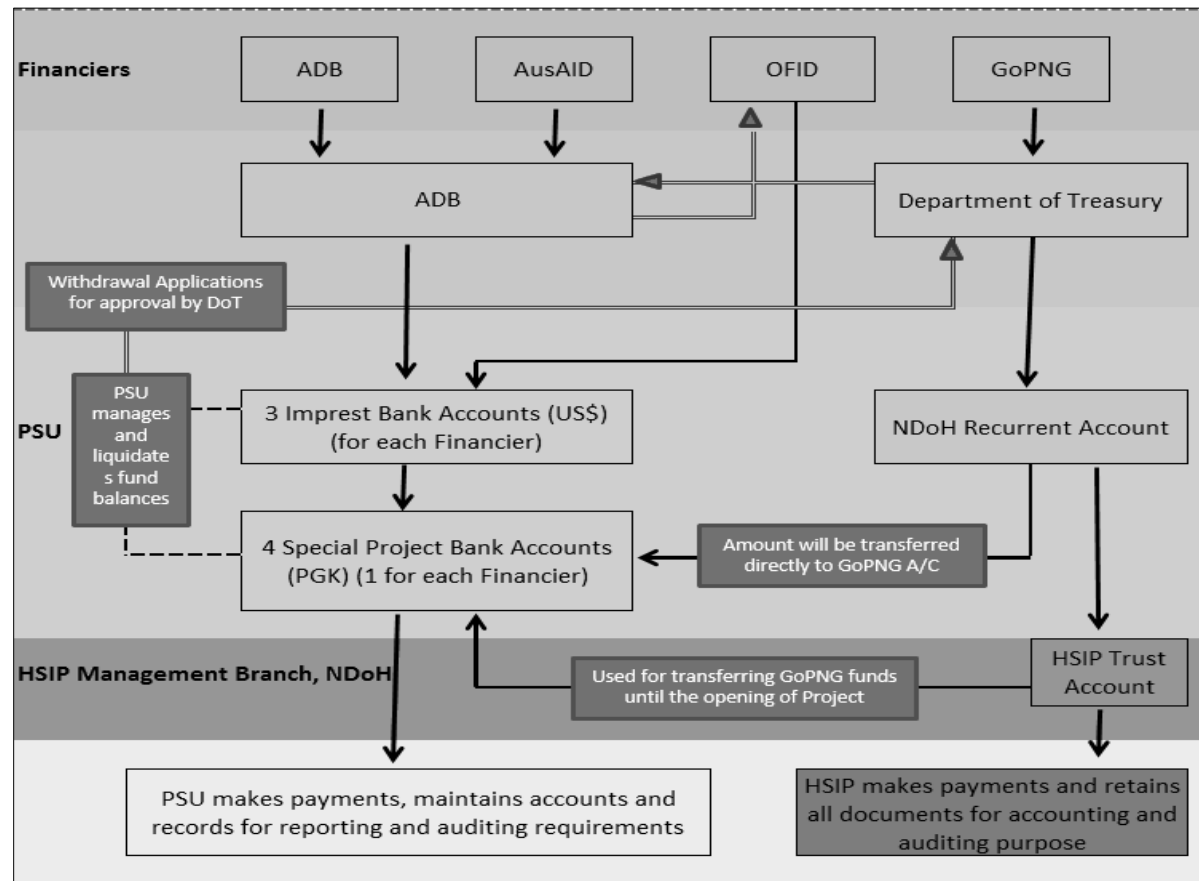 Financiers
ADB
AusAID
OFID
GoPNG
ADB
Department of Treasury
Withdrawal Applications
for approval by DoT
PSU
PSU
manages
and
liquidate
s fund
balances
3 Imprest Bank Accounts (US$)
(for each Financier)
NDoH Recurrent Account
4 Special Project Bank Accounts
(PGK) (1 for each Financier)
Amount will be transferred
directly to GoPNG A/C
HSIP Management Branch, NDoH
Used for transferring GoPNG funds
until the opening of Project
HSIP Trust
Account
PSU makes payments, maintains accounts and
records for reporting and auditing requirements
HSIP makes payments and retains
all documents for accounting and
auditing purpose